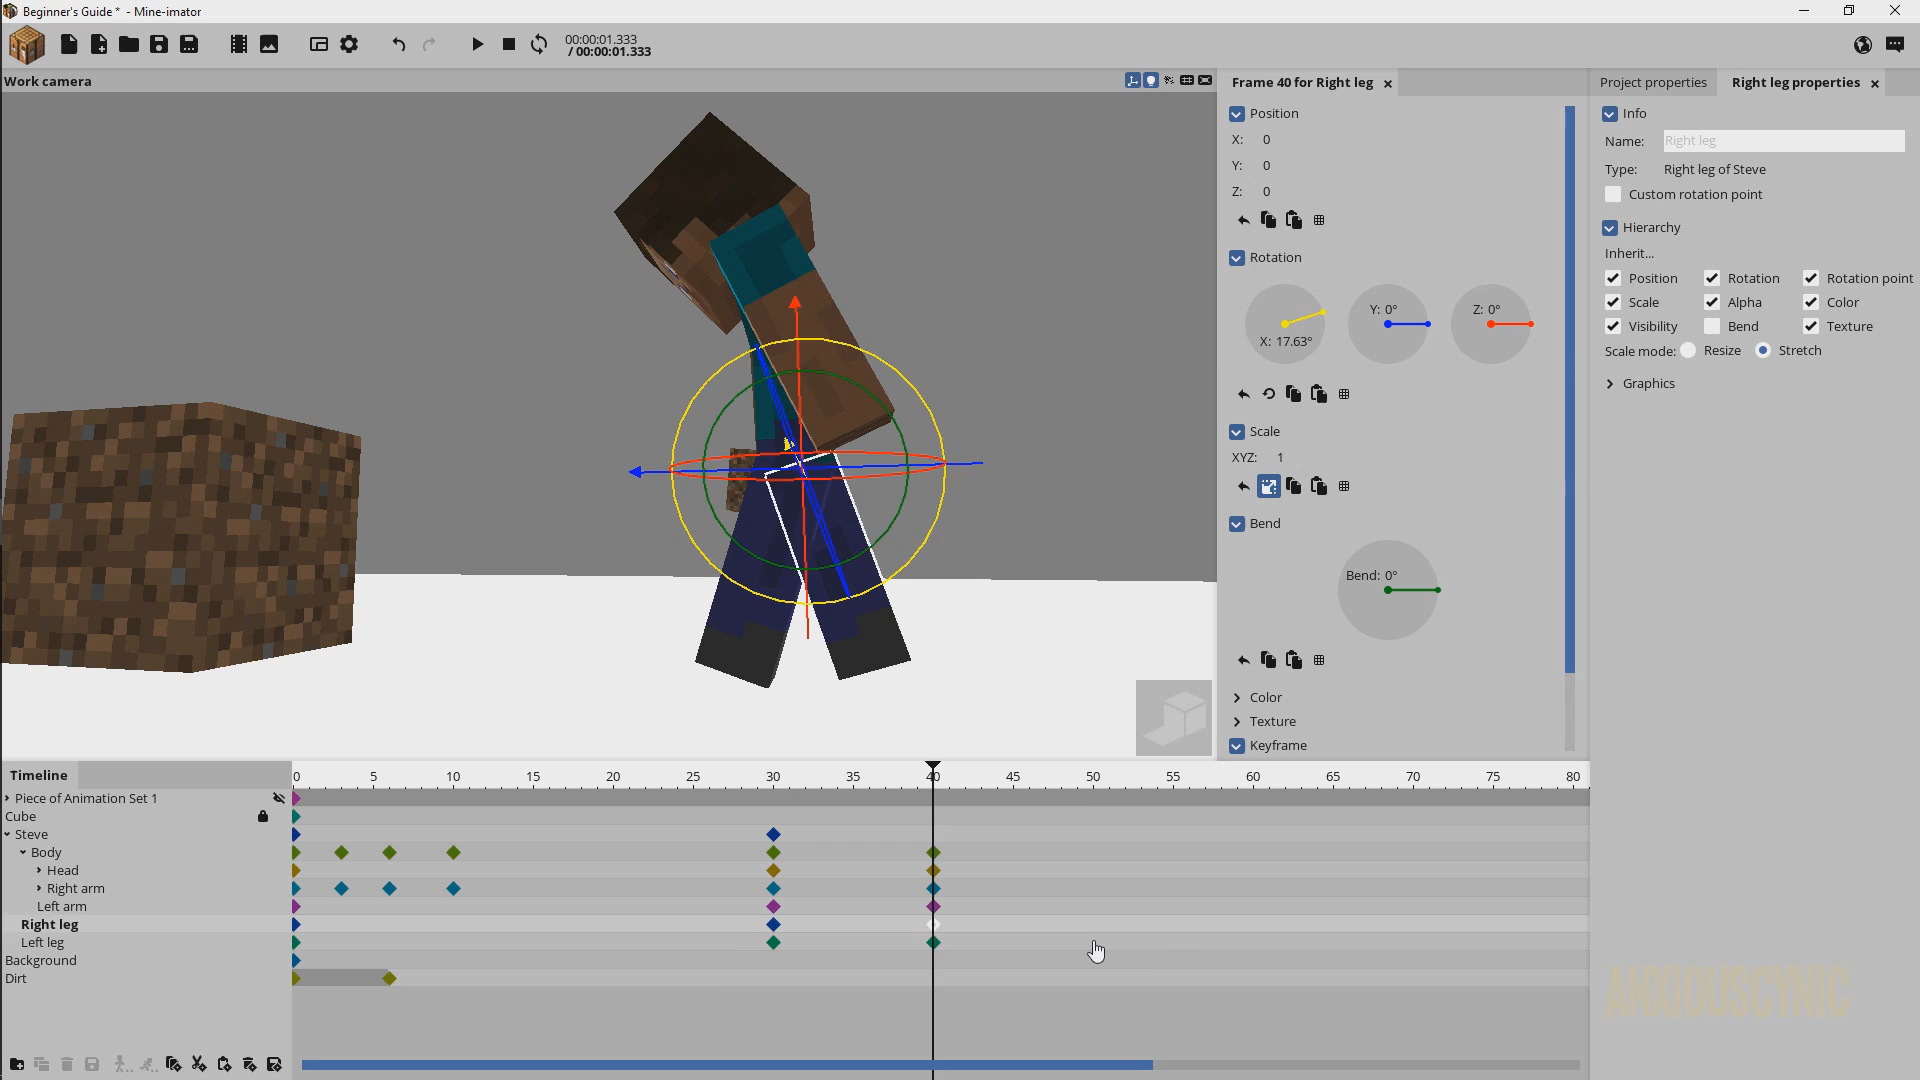 Beginner's Guide * - Mine-imator
00:00:01.333
/ 00:00:01.333
Work camera
Frame 40 for Right leg
Position
X: 0
Y: 0
Z: 0
Rotation
X: 17.63°
Y: 0°
Z: 0°
Scale
XYZ: 1
Bend
Bend: 0°
Color
Texture
Keyframe
Project properties
Right leg properties
Info
Name: Right leg
Type: Right leg of Steve
Custom rotation point
Hierarchy
Inherit...
Position Rotation Rotation point
Scale Alpha Color
Visibility Bend Texture
Scale mode: Resize Stretch
Graphics
Timeline
0 5 10 15 20 25 30 35 40 45 50 55 60 65 70 75 80
Piece of Animation Set 1
Cube
Steve
Body
Head
Right arm
Left arm
Right leg
Left leg
Background
Dirt
ANXIOUSCYNIC